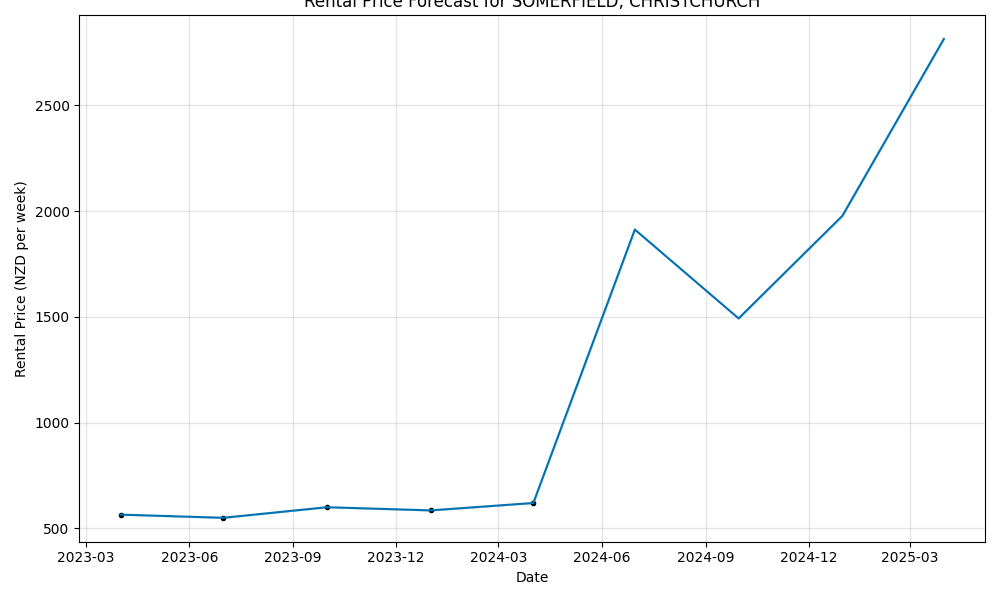 Rental Price Forecast for SOMERFIELD, CHRISTCHURCH
Rental Price (NZD per week)
2500
2000
1500
1000
500
2023-03 2023-06 2023-09 2023-12 2024-03 2024-06 2024-09 2024-12 2025-03
Date